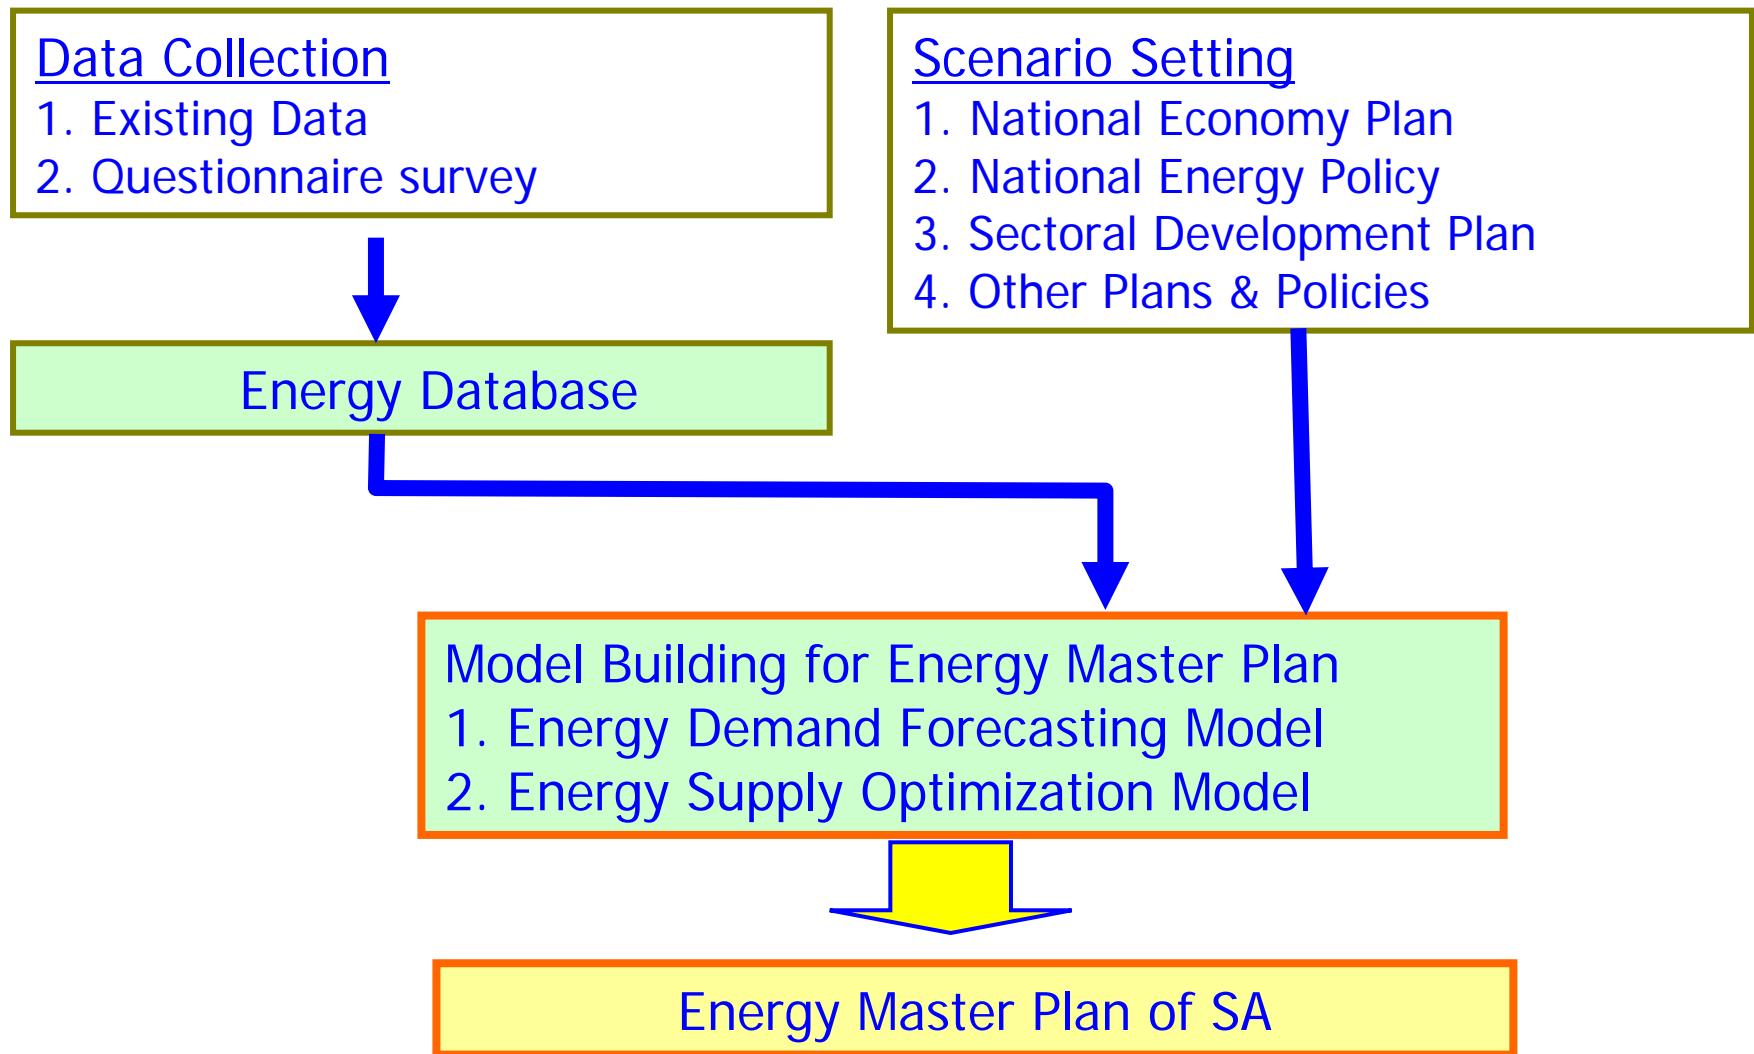 Data Collection
1. Existing Data
2. Questionnaire survey
Scenario Setting
1. National Economy Plan
2. National Energy Policy
3. Sectoral Development Plan
4. Other Plans & Policies
Energy Database
Model Building for Energy Master Plan
1. Energy Demand Forecasting Model
2. Energy Supply Optimization Model
Energy Master Plan of SA